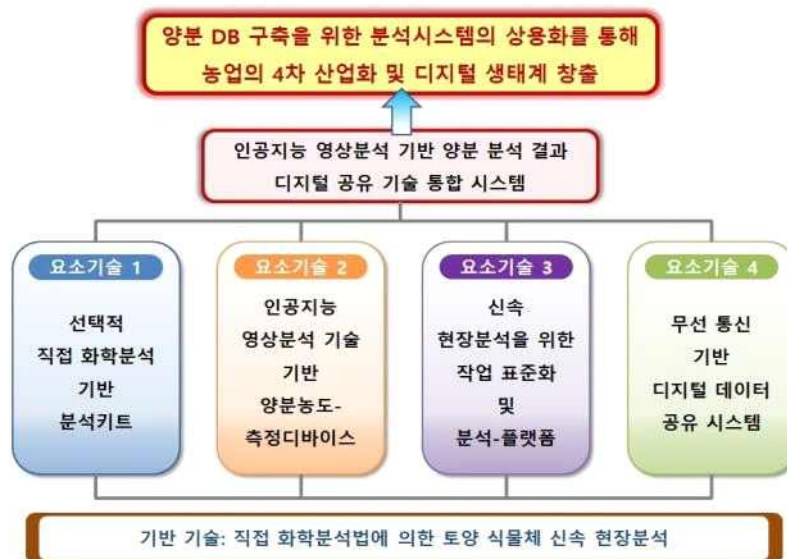 양분 DB 구축을 위한 분석시스템의 상용화를 통해
농업의 4차 산업화 및 디지털 생태계 창출
인공지능 영상분석 기반 양분 분석 결과
디지털 공유 기술 통합 시스템
요소기술 1
선택적
직접 화학분석
기반
분석키트
요소기술 2
인공지능
영상분석 기술
기반
양분농도-
측정디바이스
요소기술 3
신속
현장분석을 위한
작업 표준화
및
분석-플랫폼
요소기술 4
무선 통신
기반
디지털 데이터
공유 시스템
기반 기술: 직접 화학분석법에 의한 토양 식물체 신속 현장분석